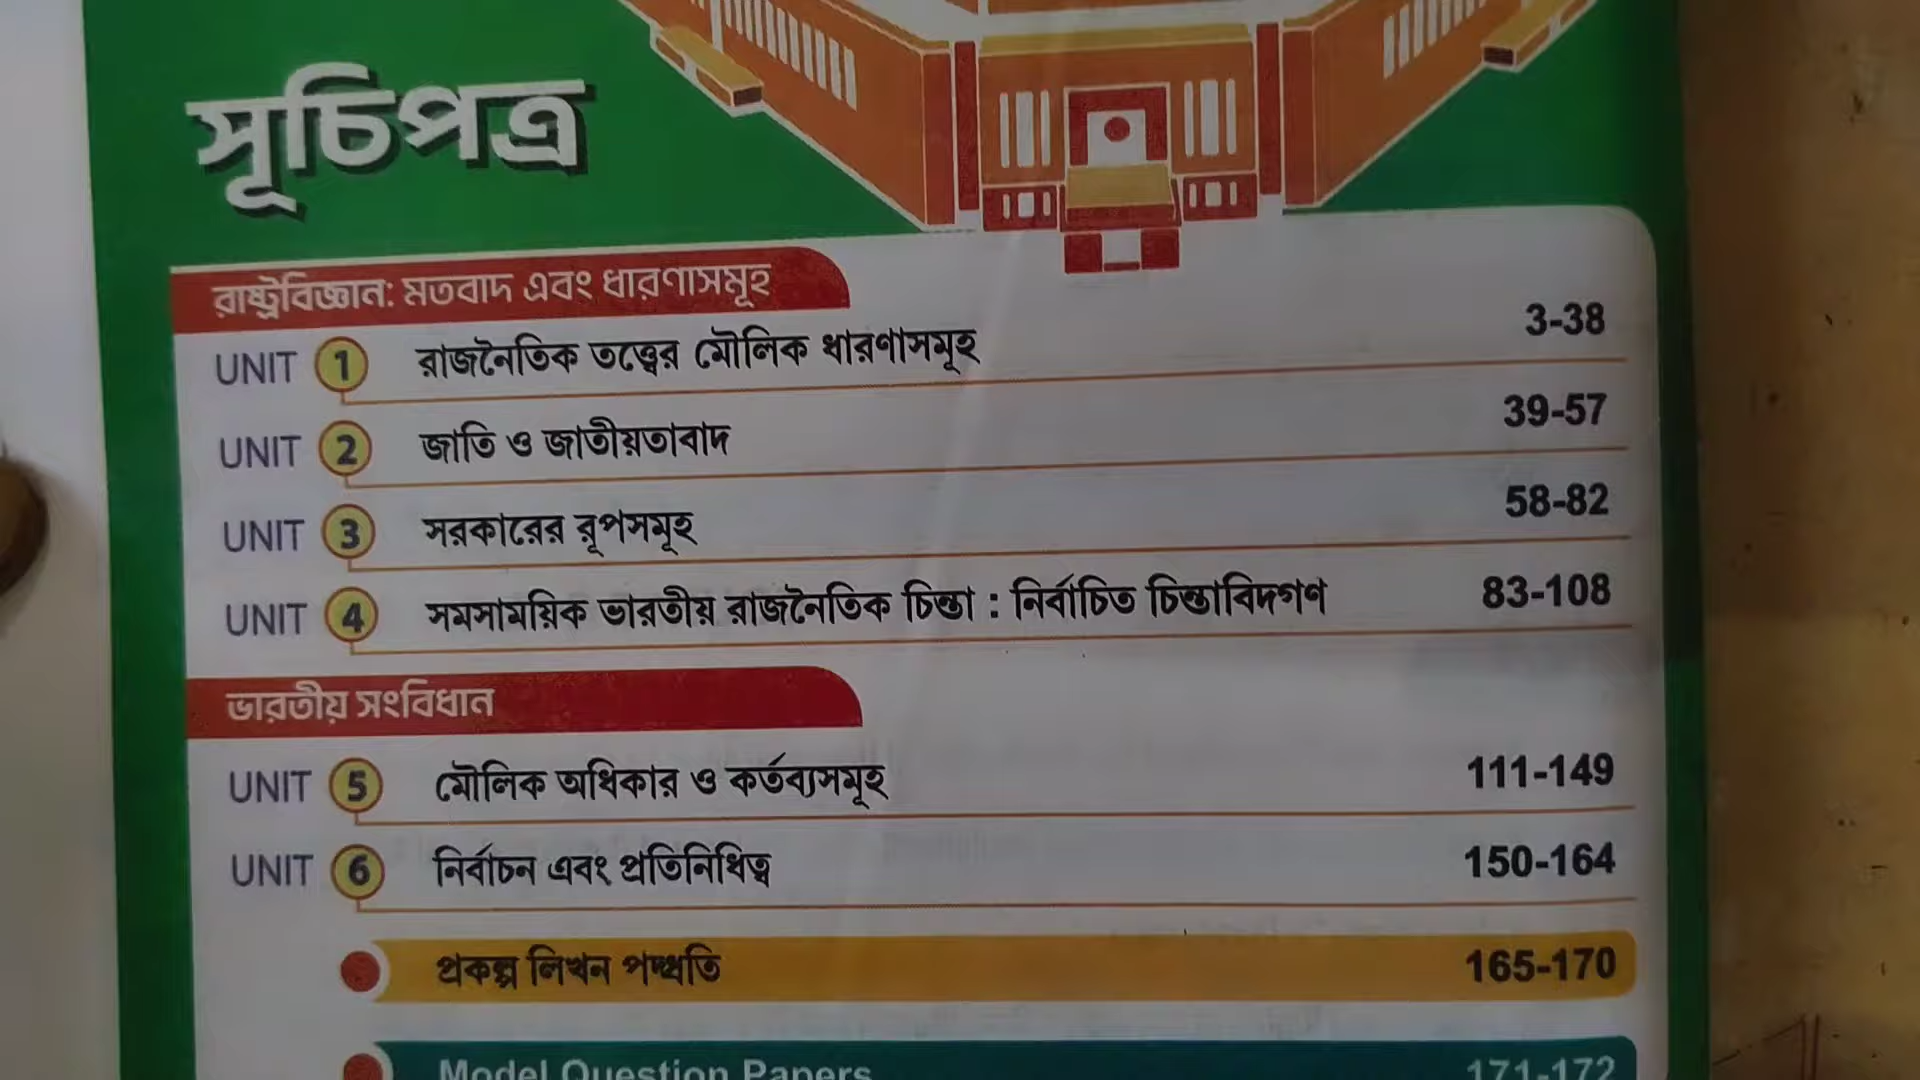 সূচিপত্র
রাষ্ট্রবিজ্ঞান: মতবাদ এবং ধারণাসমূহ
UNIT 1 রাজনৈতিক তত্ত্বের মৌলিক ধারণাসমূহ 3-38
UNIT 2 জাতি ও জাতীয়তাবাদ 39-57
UNIT 3 সরকারের রূপসমূহ 58-82
UNIT 4 সমসাময়িক ভারতীয় রাজনৈতিক চিন্তা : নির্বাচিত চিন্তাবিদগণ 83-108
ভারতীয় সংবিধান
UNIT 5 মৌলিক অধিকার ও কর্তব্যসমূহ 111-149
UNIT 6 নির্বাচন এবং প্রতিনিধিত্ব 150-164
প্রকল্প লিখন পদ্ধতি 165-170
Model Question Papers 171-172